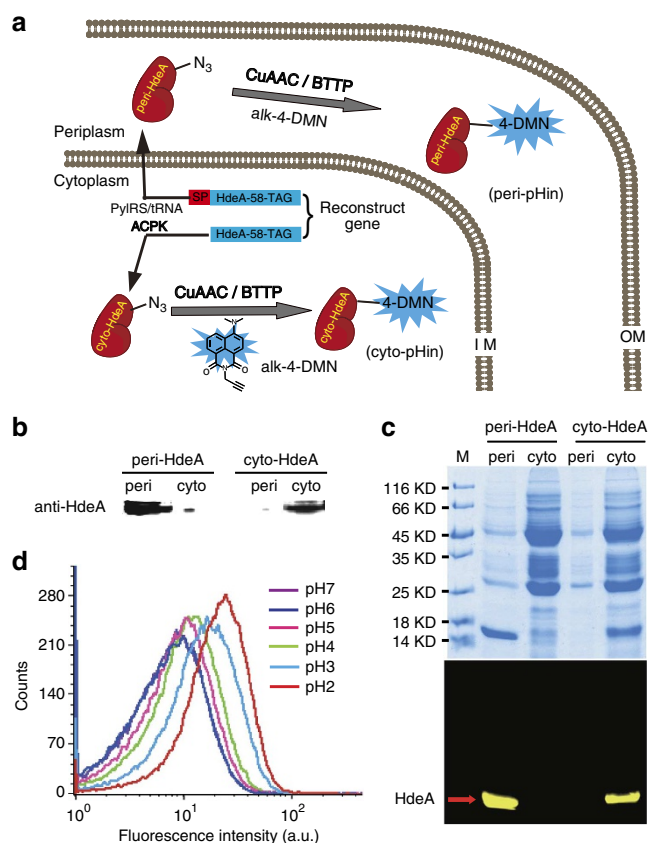 a
peri-HdeA
N3
CuAAC / BTTP
alk-4-DMN
peri-HdeA
4-DMN
(peri-pHin)
Periplasm
Cytoplasm
SP
HdeA-58-TAG
PylRS/tRNA
ACPK
HdeA-58-TAG
Reconstruct
gene
cyto-HdeA
N3
CuAAC / BTTP
N
O
N
O
alk-4-DMN
cyto-HdeA
4-DMN
(cyto-pHin)
I M
OM
b
peri-HdeA
cyto-HdeA
peri
cyto
peri
cyto
anti-HdeA
c
peri-HdeA
cyto-HdeA
M
peri
cyto
peri
cyto
116 KD
66 KD
45 KD
35 KD
25 KD
18 KD
14 KD
HdeA
d
Counts
280
210
140
70
0
pH7
pH6
pH5
pH4
pH3
pH2
10^0
10^1
10^2
Fluorescence intensity (a.u.)